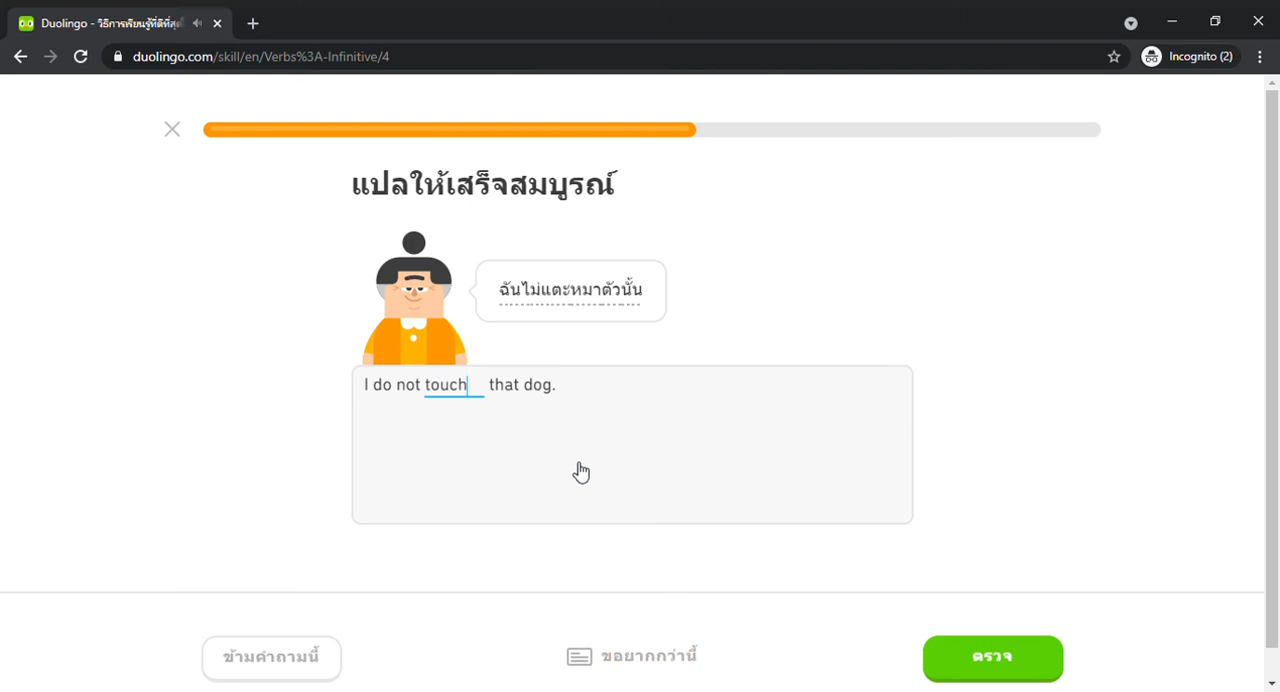 Duolingo - วิธีการเรียนรู้ที่ดีที่สุด
duolingo.com/skill/en/Verbs%3A-Infinitive/4
Incognito (2)
แปลให้เสร็จสมบูรณ์
ฉันไม่แตะหมาตัวนั้น
I do not touch that dog.
ข้ามคำถามนี้
ขอยากกว่านี้
ตรวจ